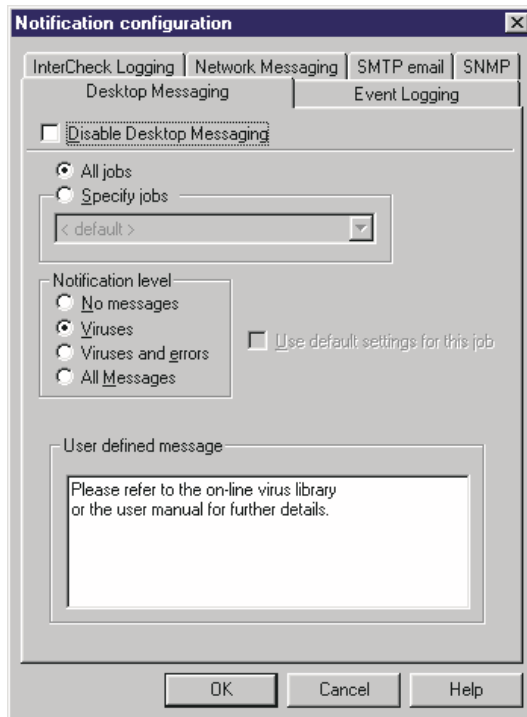 Notification configuration
InterCheck Logging Network Messaging SMTP email SNMP
Desktop Messaging Event Logging
Disable Desktop Messaging
All jobs
Specify jobs
< default >
Notification level
No messages
Viruses
Viruses and errors
All Messages
Use default settings for this job
User defined message
Please refer to the on-line virus library
or the user manual for further details.
OK Cancel Help